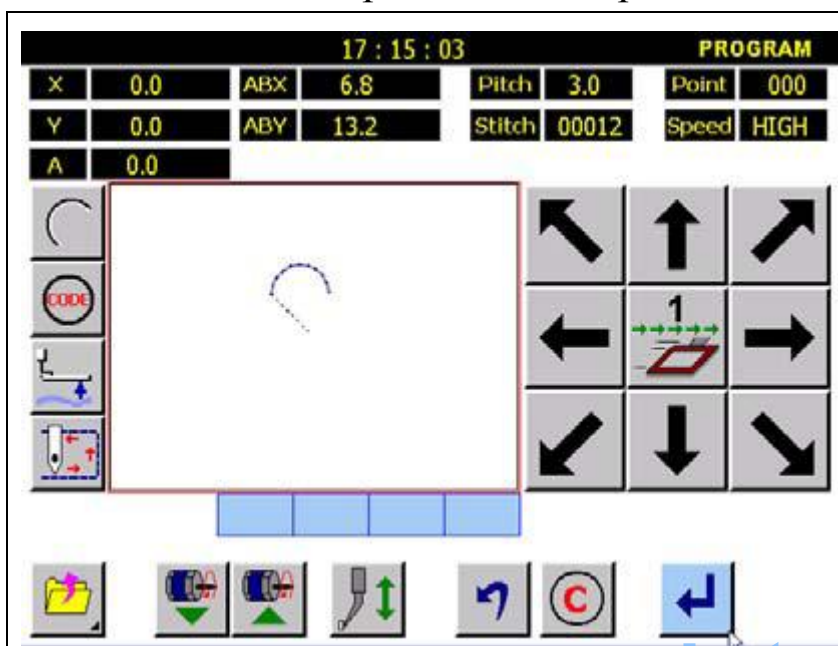 17 : 15 : 03 PROGRAM
X 0.0 ABX 6.8 Pitch 3.0 Point 000
Y 0.0 ABY 13.2 Stitch 00012 Speed HIGH
A 0.0
1
CODE
C